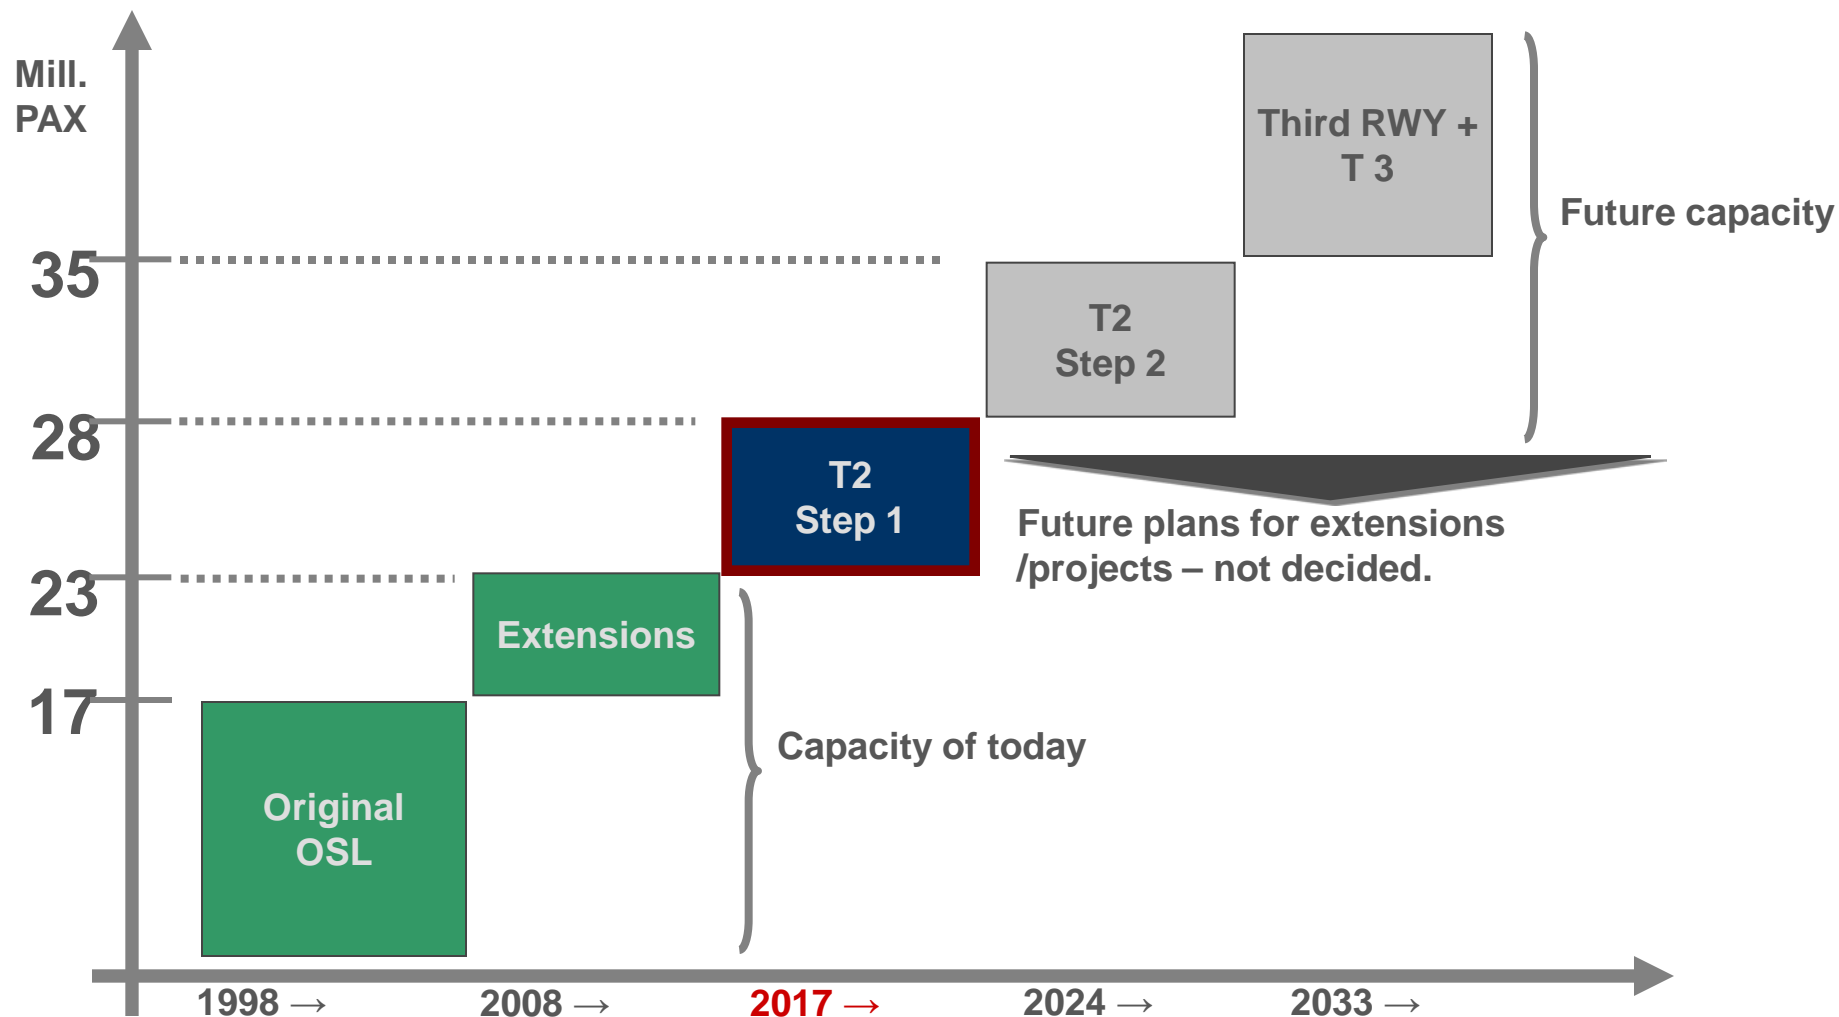 Mill.
PAX
Third RWY +
T 3
Future capacity
35
T2
Step 2
28
T2
Step 1
Future plans for extensions
/projects – not decided.
23
Extensions
17
Capacity of today
Original
OSL
1998 → 2008 → 2017 → 2024 → 2033 →